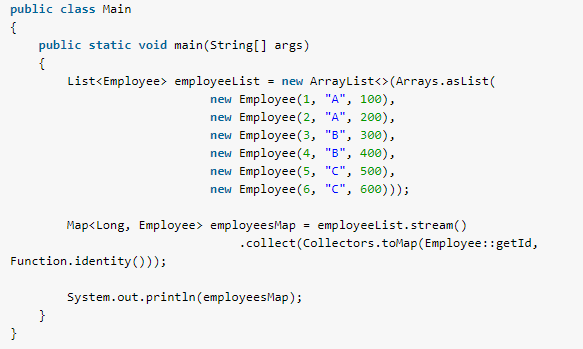 public class Main
{
    public static void main(String[] args)
    {
        List<Employee> employeeList = new ArrayList<>(Arrays.asList(
                            new Employee(1, "A", 100),
                            new Employee(2, "A", 200),
                            new Employee(3, "B", 300),
                            new Employee(4, "B", 400),
                            new Employee(5, "C", 500),
                            new Employee(6, "C", 600)));

        Map<Long, Employee> employeesMap = employeeList.stream()
                                .collect(Collectors.toMap(Employee::getId,
Function.identity()));

        System.out.println(employeesMap);
    }
}